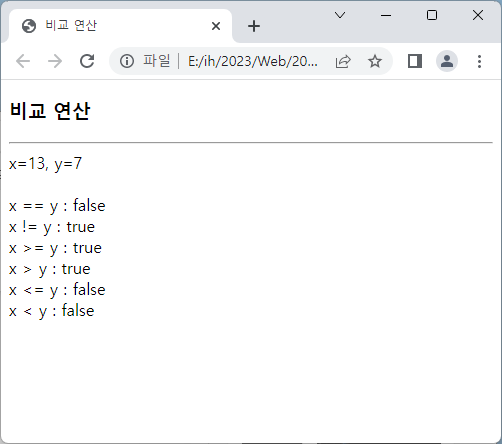 비교 연산
파일
E:/ih/2023/Web/20...
비교 연산
x=13, y=7
x == y : false
x != y : true
x >= y : true
x > y : true
x <= y : false
x < y : false